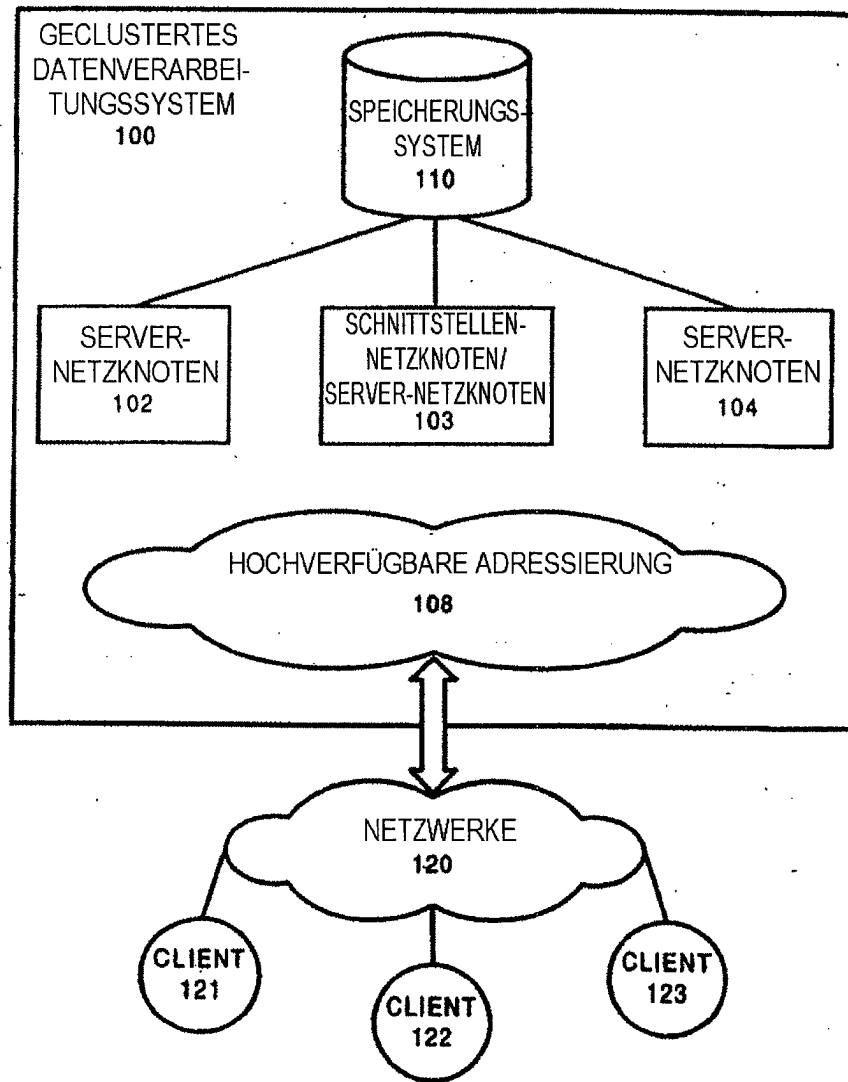 GECLUSTERTES
DATENVERARBEI-
TUNGSSYSTEM
100
SPEICHERUNGS-
SYSTEM
110
SERVER-
NETZKNOTEN
102
SCHNITTSTELLEN-
NETZKNOTEN/
SERVER-NETZKNOTEN
103
SERVER-
NETZKNOTEN
104
HOCHVERFÜGBARE ADRESSIERUNG
108
NETZWERKE
120
CLIENT
121
CLIENT
122
CLIENT
123